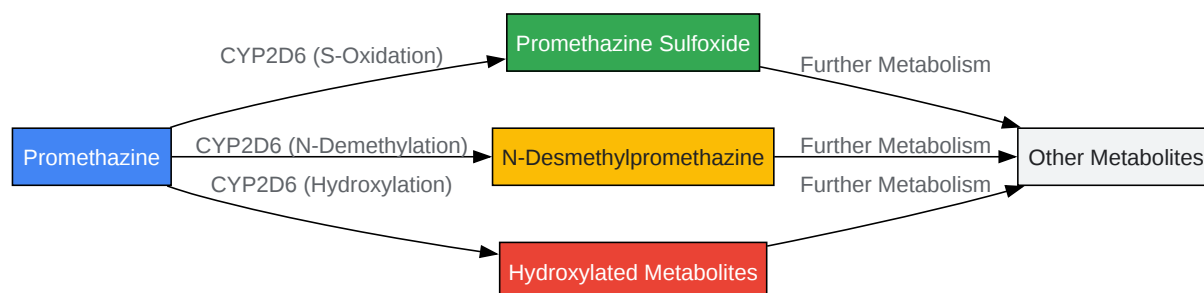 Promethazine Sulfoxide
CYP2D6 (S-Oxidation)
Further Metabolism
Promethazine
CYP2D6 (N-Demethylation)
N-Desmethylpromethazine
Further Metabolism
Other Metabolites
CYP2D6 (Hydroxylation)
Further Metabolism
Hydroxylated Metabolites